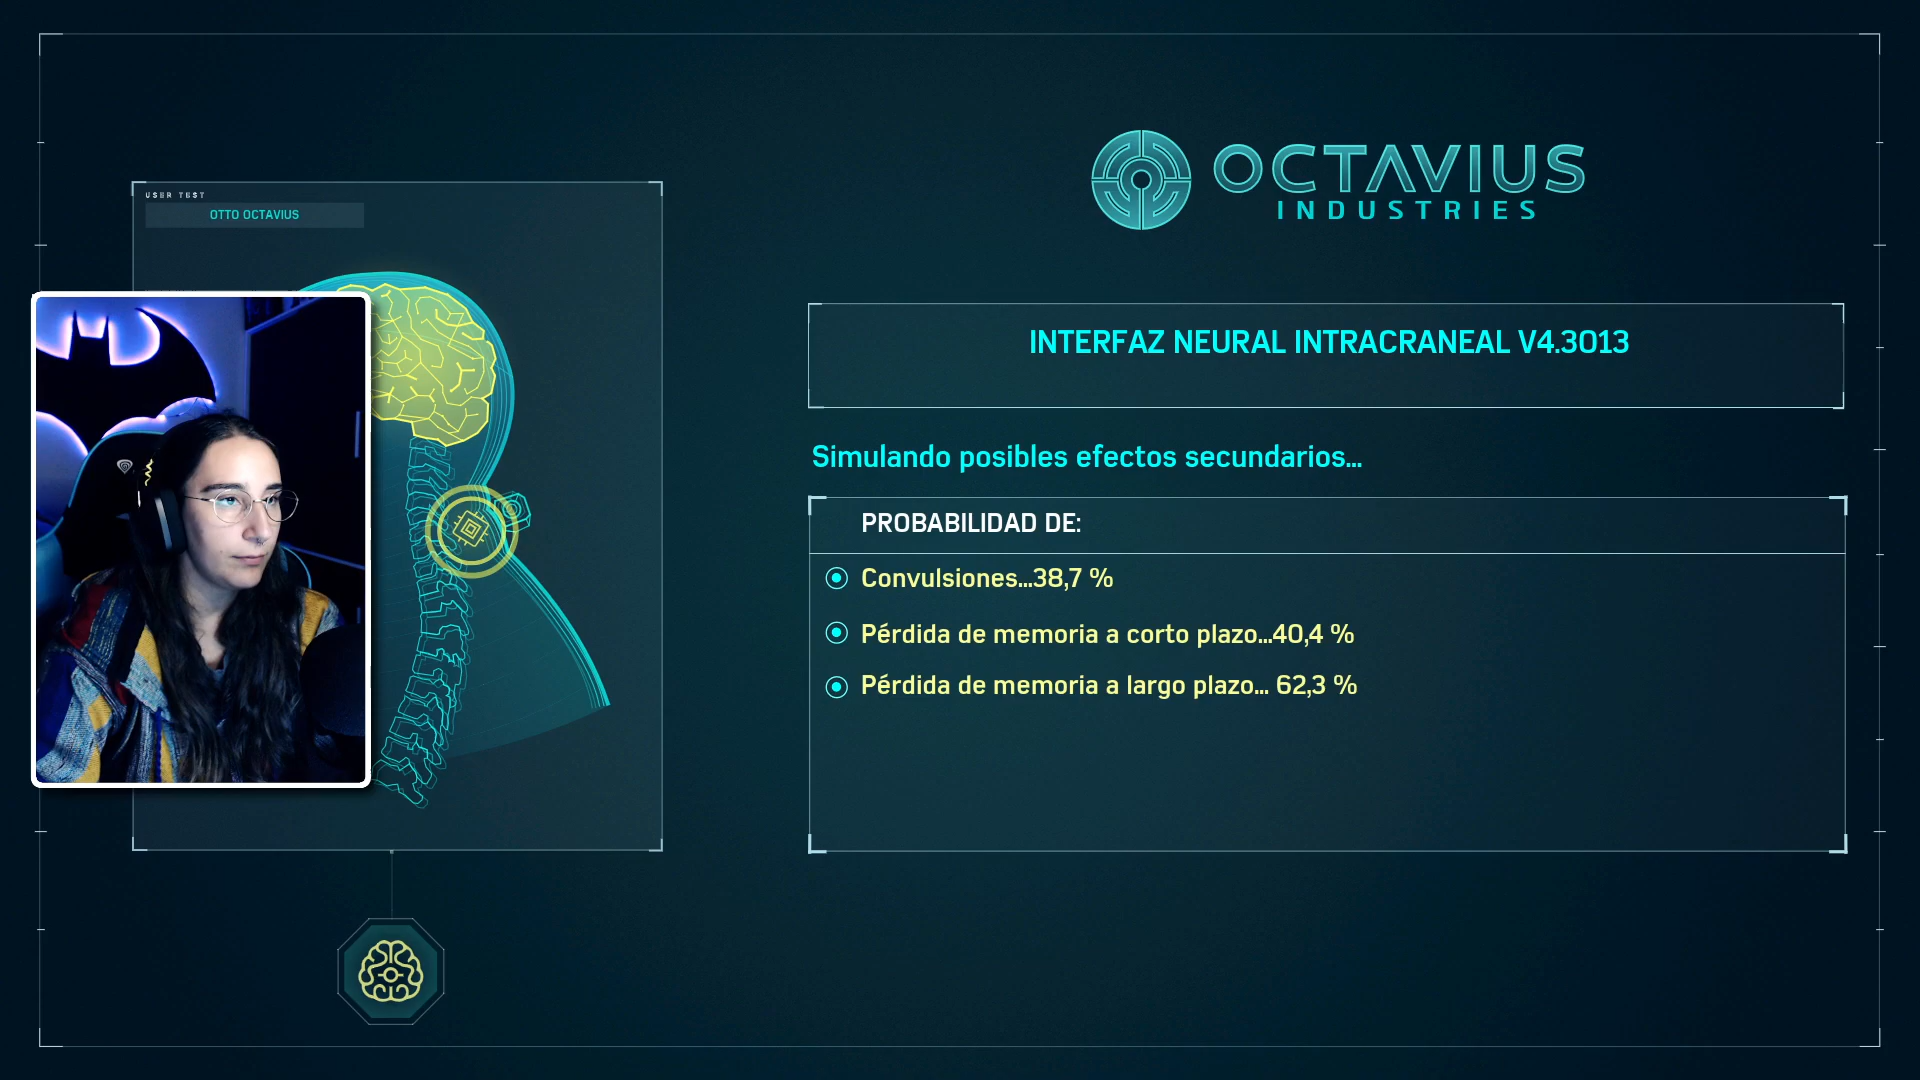 USER TEST
OTTO OCTAVIUS
OCTAVIUS
INDUSTRIES
INTERFAZ NEURAL INTRACRANEAL V4.3013
Simulando posibles efectos secundarios...
PROBABILIDAD DE:
Convulsiones...38,7 %
Pérdida de memoria a corto plazo...40,4 %
Pérdida de memoria a largo plazo... 62,3 %